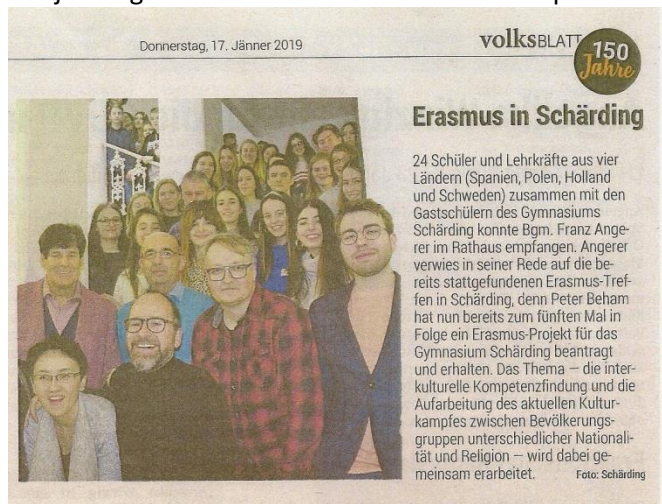 Donnerstag, 17. Jänner 2019
volksBLATT
150
Jahre
Erasmus in Schärding
24 Schüler und Lehrkräfte aus vier
Ländern (Spanien, Polen, Holland
und Schweden) zusammen mit den
Gastschülern des Gymnasiums
Schärding konnte Bgm. Franz Ange-
rer im Rathaus empfangen. Angerer
verwies in seiner Rede auf die be-
reits stattgefundenen Erasmus-Tref-
fen in Schärding, denn Peter Beham
hat nun bereits zum fünften Mal in
Folge ein Erasmus-Projekt für das
Gymnasium Schärding beantragt
und erhalten. Das Thema — die inter-
kulturelle Kompetenzfindung und die
Aufarbeitung des aktuellen Kultur-
kampfes zwischen Bevölkerungs-
gruppen unterschiedlicher Nationali-
tät und Religion — wird dabei ge-
meinsam erarbeitet. Foto: Schärding